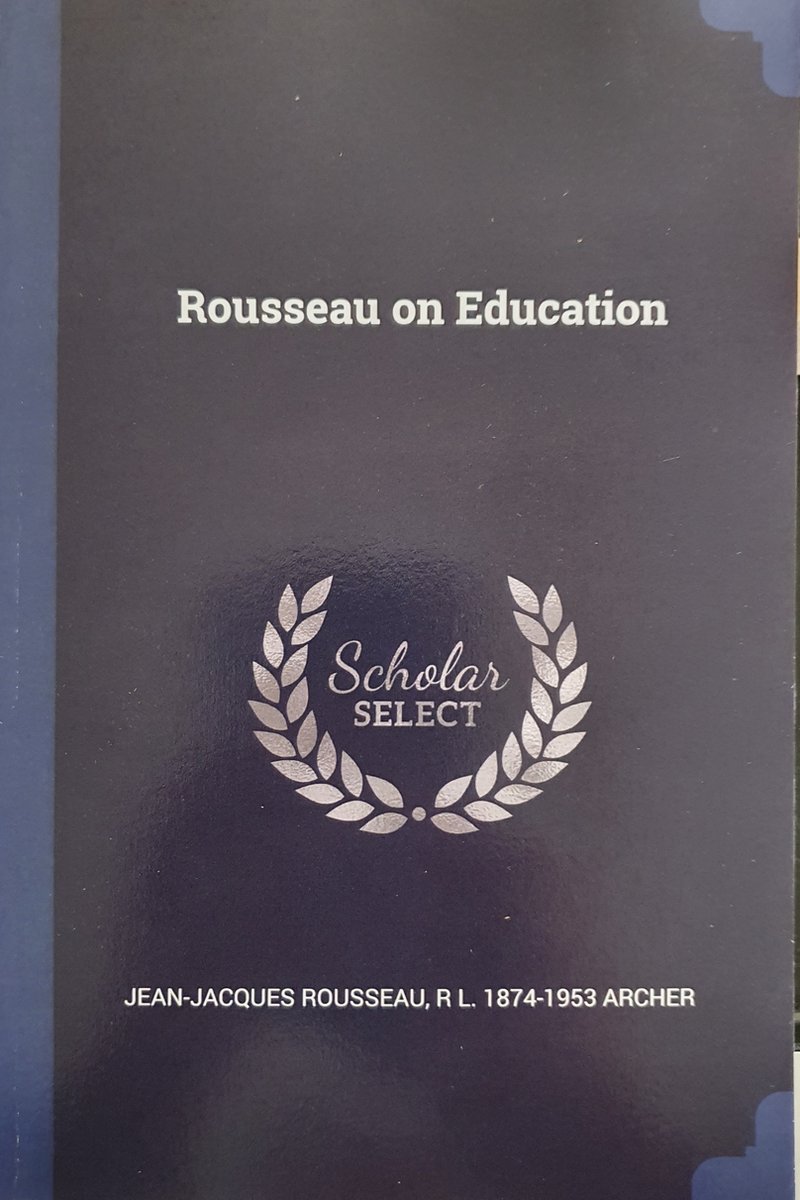 Rousseau on Education
Scholar
SELECT
JEAN-JACQUES ROUSSEAU, R L. 1874-1953 ARCHER